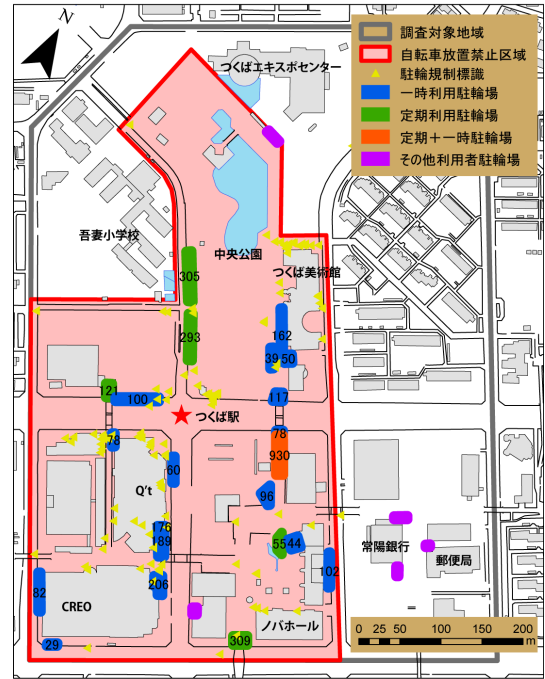 N
つくばエキスポセンター
調査対象地域
自転車放置禁止区域
駐輪規制標識
一時利用駐輪場
定期利用駐輪場
定期＋一時駐輪場
その他利用者駐輪場
吾妻小学校
中央公園
つくば美術館
305
293
162
39
50
121
100
117
つくば駅
78
78
930
60
Q't
96
176
189
55
44
常陽銀行
郵便局
102
82
206
CREO
ノバホール
29
309
0 25 50 100 150 200
m